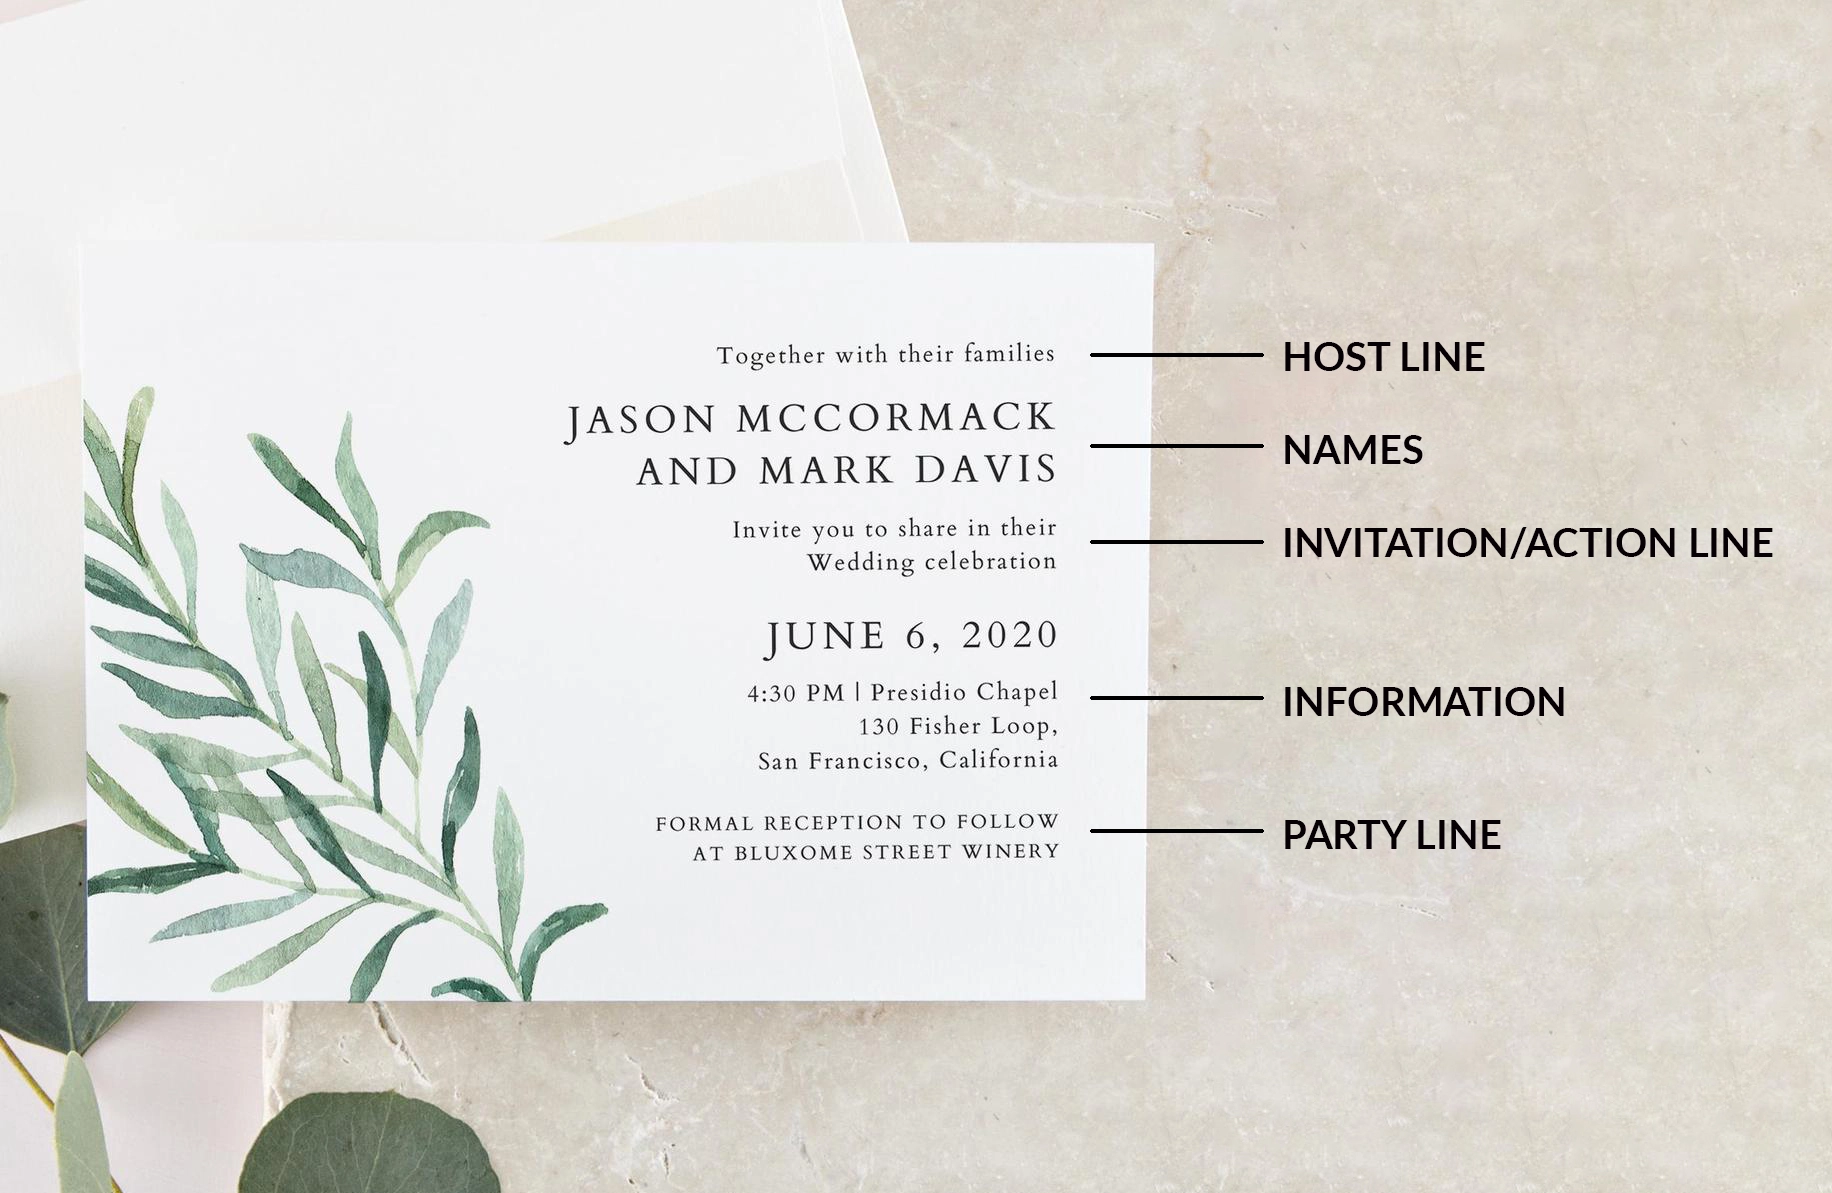 Together with their families
HOST LINE
JASON MCCORMACK
AND MARK DAVIS
NAMES
Invite you to share in their
Wedding celebration
INVITATION/ACTION LINE
JUNE 6, 2020
4:30 PM | Presidio Chapel
130 Fisher Loop,
San Francisco, California
INFORMATION
FORMAL RECEPTION TO FOLLOW
AT BLUXOME STREET WINERY
PARTY LINE